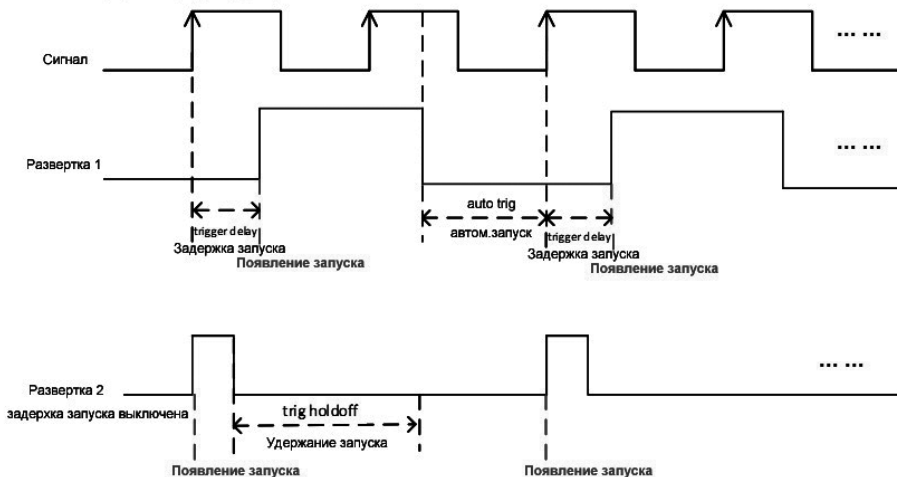 ... ...
Сигнал
... ...
Развертка 1
auto trig
автом.запуск
trigger delay
Задержка запуска
Появление запуска
trigger delay
Задержка запуска
Появление запуска
... ...
Развертка 2
задерхка запуска выключена
trig holdoff
Удержание запуска
Появление запуска
Появление запуска